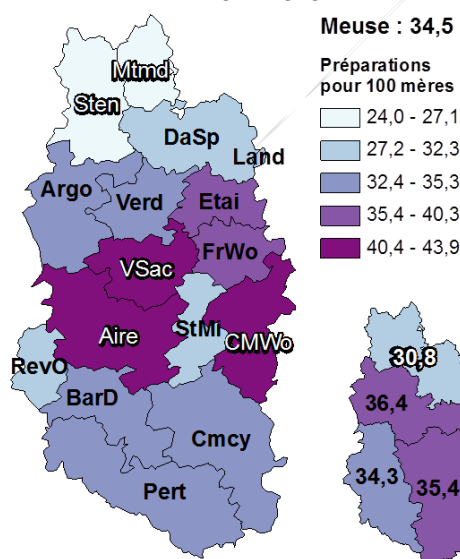 Meuse : 34,5
Préparations
pour 100 mères
24,0 - 27,1
27,2 - 32,3
32,4 - 35,3
35,4 - 40,3
40,4 - 43,9
Mtmd
Sten
DaSp
Land
Argo
Verd
Etai
FrWo
VSac
Aire
StMi
CMWo
RevO
BarD
Cmcy
Pert
30,8
36,4
34,3
35,4